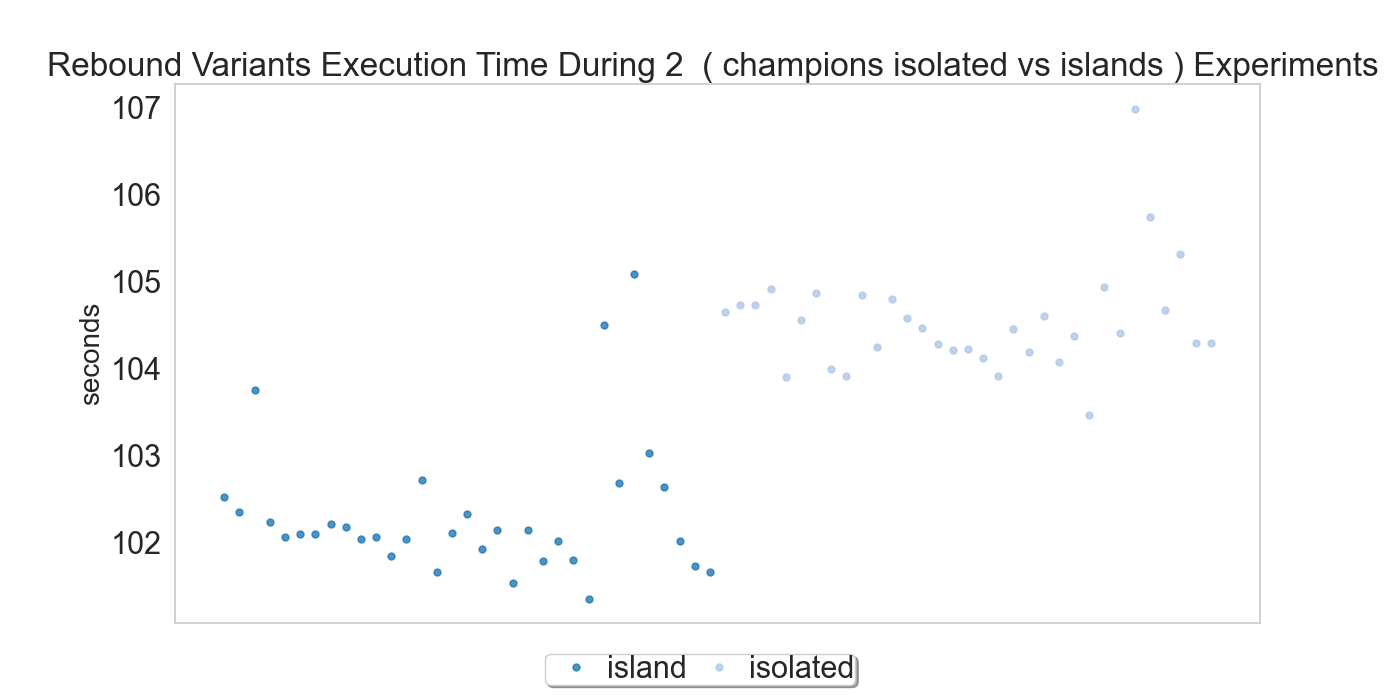 Rebound Variants Execution Time During 2  ( champions isolated vs islands ) Experiments
107
106
105
104
103
102
seconds
island
isolated